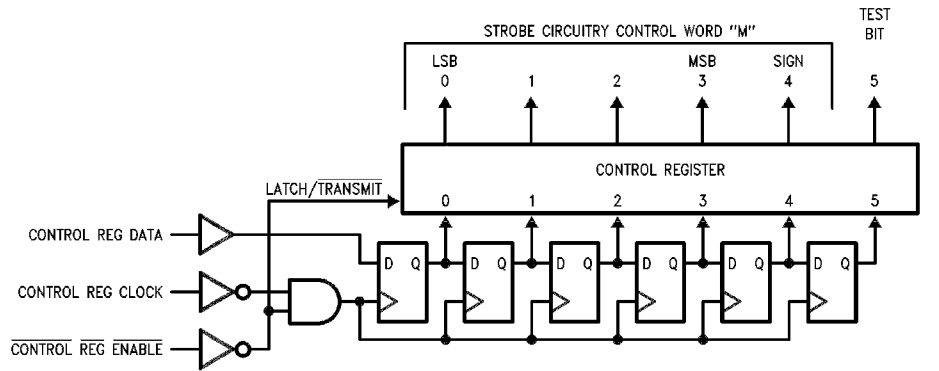 STROBE CIRCUITRY CONTROL WORD "M"
TEST
BIT
LSB
MSB
SIGN
0 1 2 3 4 5
CONTROL REGISTER
LATCH/TRANSMIT
0 1 2 3 4 5
CONTROL REG DATA
D Q D Q D Q D Q D Q D Q
CONTROL REG CLOCK
CONTROL REG ENABLE